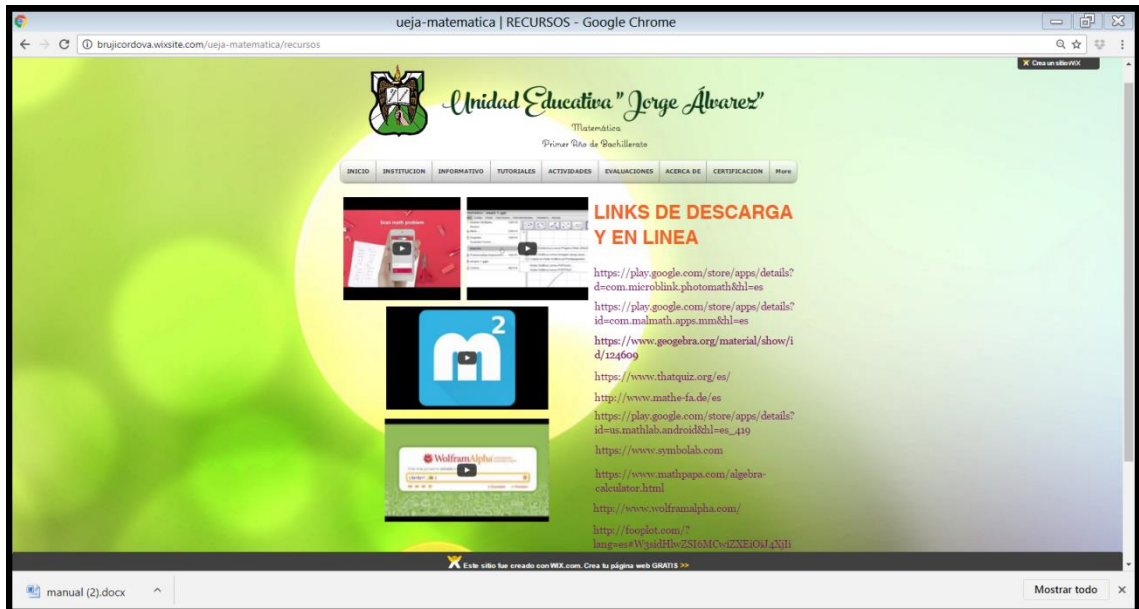 ueja-matematica | RECURSOS - Google Chrome
brujicordova.wixsite.com/ueja-matematica/recursos
Crea un sitio WiX
Unidad Educativa " Jorge Álvarez"
Matemática
Primer Año de Bachillerato
INICIO INSTITUCION INFORMATIVO TUTORIALES ACTIVIDADES EVALUACIONES ACERCA DE CERTIFICACION More
Scan math problem
LINKS DE DESCARGA
Y EN LINEA
https://play.google.com/store/apps/details?
d=com.microblink.photomath&hl=es
https://play.google.com/store/apps/details?
id=com.malmath.apps.mm&hl=es
https://www.geogebra.org/material/show/i
d/124609
m2
https://www.thatquiz.org/es/
http://www.mathe-fa.de/es
https://play.google.com/store/apps/details?
id=us.mathlab.android&hl=es_419
WolframAlpha
https://www.symbolab.com
https://www.mathpapa.com/algebra-
calculator.html
http://www.wolframalpha.com/
http://fooplot.com/?
Este sitio fue creado con WIX.com. Crea tu página web GRATIS >>
manual (2).docx
Mostrar todo